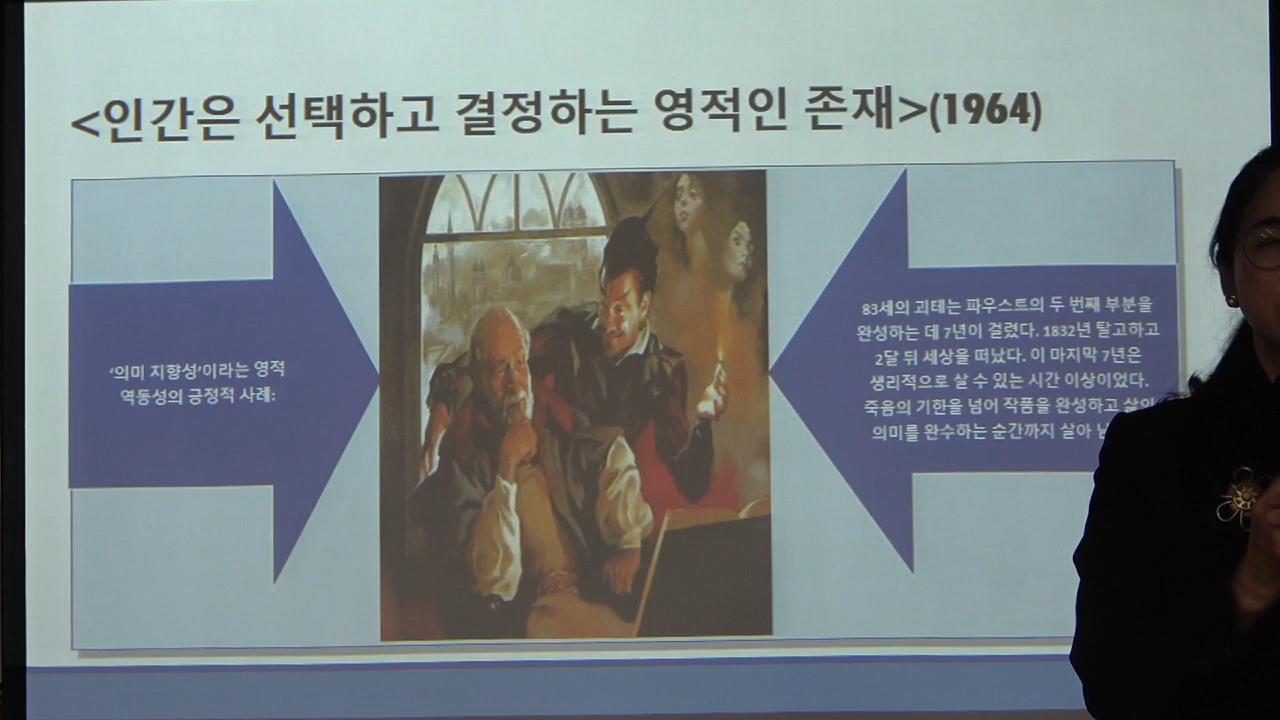 <인간은 선택하고 결정하는 영적인 존재>(1964)
‘의미 지향성’이라는 영적
역동성의 긍정적 사례:
83세의 괴테는 파우스트의 두 번째 부분을
완성하는 데 7년이 걸렸다. 1832년 탈고하고
2달 뒤 세상을 떠났다. 이 마지막 7년은
생리적으로 살 수 있는 시간 이상이었다.
죽음의 기한을 넘어 작품을 완성하고 삶의
의미를 완수하는 순간까지 살아